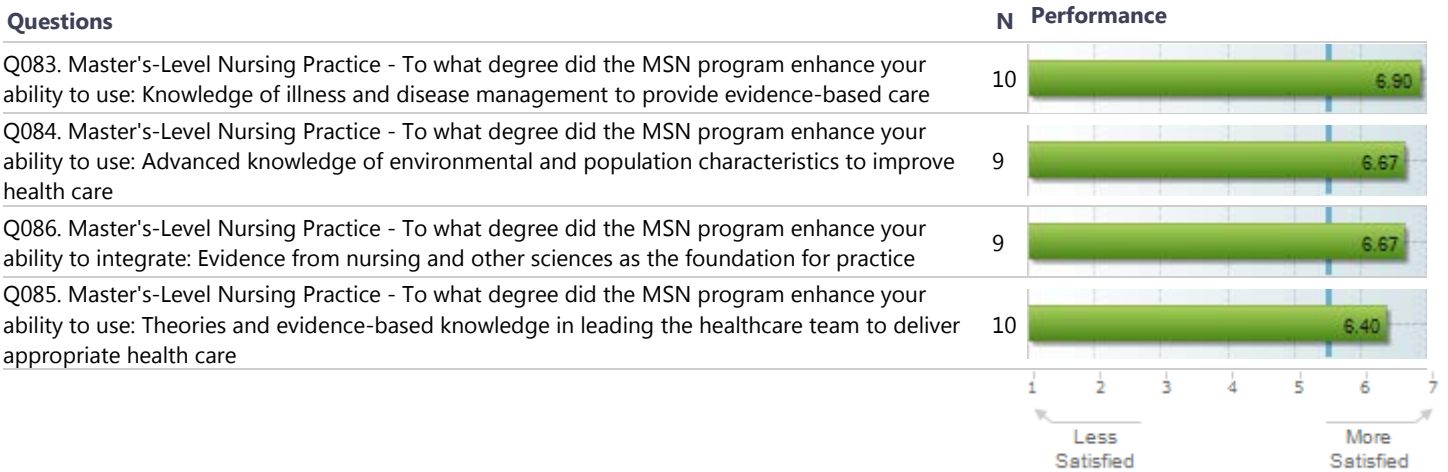 Questions N Performance
Q083. Master's-Level Nursing Practice - To what degree did the MSN program enhance your
ability to use: Knowledge of illness and disease management to provide evidence-based care
10
6.90
Q084. Master's-Level Nursing Practice - To what degree did the MSN program enhance your
ability to use: Advanced knowledge of environmental and population characteristics to improve
health care
9
6.67
Q086. Master's-Level Nursing Practice - To what degree did the MSN program enhance your
ability to integrate: Evidence from nursing and other sciences as the foundation for practice
9
6.67
Q085. Master's-Level Nursing Practice - To what degree did the MSN program enhance your
ability to use: Theories and evidence-based knowledge in leading the healthcare team to deliver
appropriate health care
10
6.40
1 2 3 4 5 6 7
Less
Satisfied
More
Satisfied